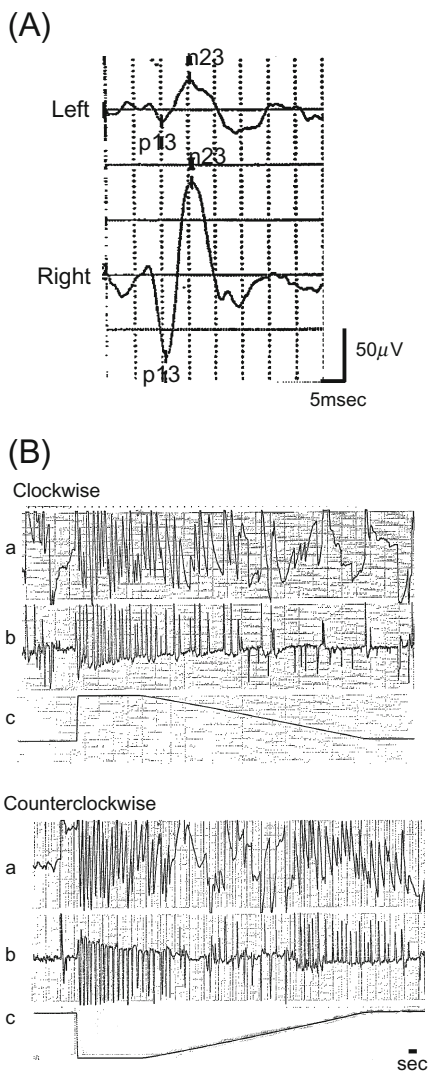 (A)
n23
Left
p13
n23
Right
p13
50μV
5msec
(B)
Clockwise
a
b
c
Counterclockwise
a
b
c
sec